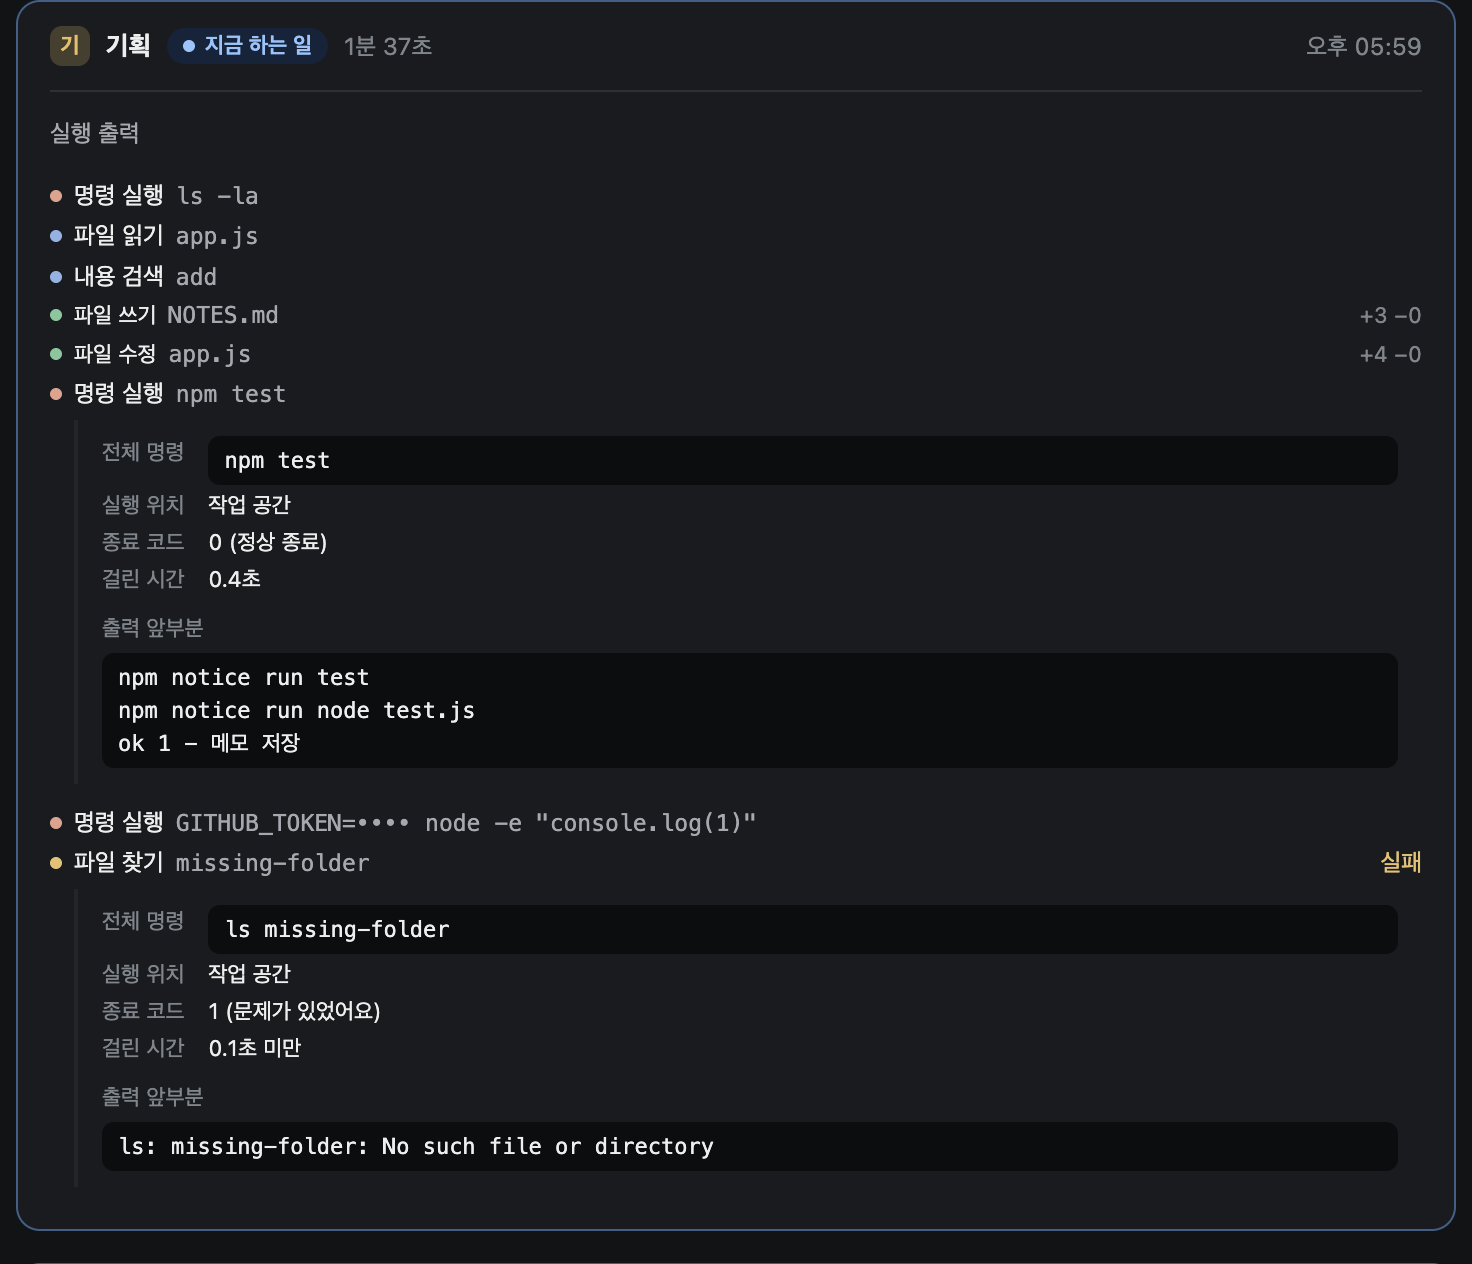 기 기획 지금 하는 일 1분 37초 오후 05:59
실행 출력
명령 실행 ls -la
파일 읽기 app.js
내용 검색 add
파일 쓰기 NOTES.md +3 −0
파일 수정 app.js +4 −0
명령 실행 npm test
전체 명령 npm test
실행 위치 작업 공간
종료 코드 0 (정상 종료)
걸린 시간 0.4초
출력 앞부분
npm notice run test
npm notice run node test.js
ok 1 - 메모 저장
명령 실행 GITHUB_TOKEN=•••• node -e "console.log(1)"
파일 찾기 missing-folder 실패
전체 명령 ls missing-folder
실행 위치 작업 공간
종료 코드 1 (문제가 있었어요)
걸린 시간 0.1초 미만
출력 앞부분
ls: missing-folder: No such file or directory